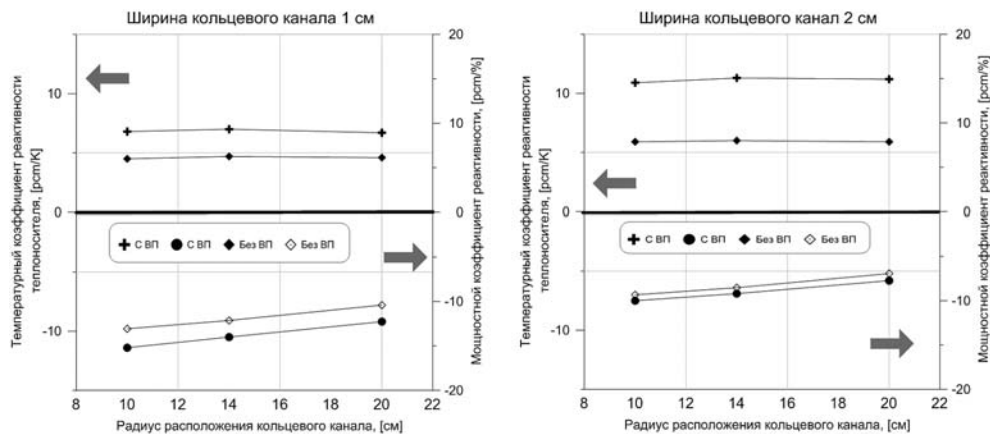 Ширина кольцевого канала 1 см
Температурный коэффициент реактивности
теплоносителя, [pcm/K]
10
0
-10
20
10
0
-10
-20
Мощностной коэффициент реактивности, [pcm/%]
С ВП С ВП Без ВП Без ВП
8 10 12 14 16 18 20 22
Радиус расположения кольцевого канала, [см]
Ширина кольцевого канал 2 см
Температурный коэффициент реактивности
теплоносителя, [pcm/K]
10
0
-10
20
10
0
-10
-20
Мощностной коэффициент реактивности, [pcm/%]
С ВП С ВП Без ВП Без ВП
8 10 12 14 16 18 20 22
Радиус расположения кольцевого канала, [см]